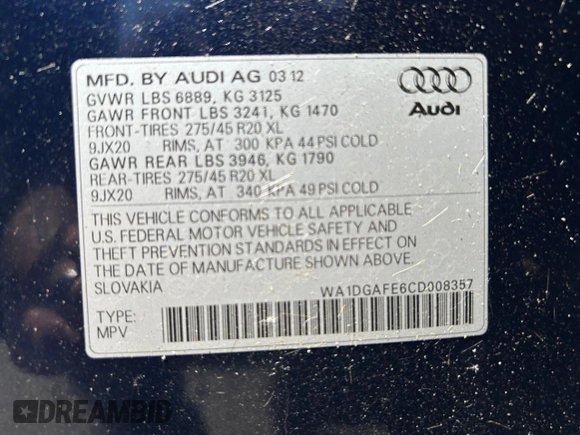 MFD. BY AUDI AG 03 12
GVWR LBS 6889, KG 3125
GAWR FRONT LBS 3241, KG 1470
FRONT-TIRES 275/45 R20 XL
9JX20 RIMS, AT 300 KPA 44 PSI COLD
GAWR REAR LBS 3946, KG 1790
REAR-TIRES 275/45 R20 XL
9JX20 RIMS, AT 340 KPA 49 PSI COLD
THIS VEHICLE CONFORMS TO ALL APPLICABLE
U.S. FEDERAL MOTOR VEHICLE SAFETY AND
THEFT PREVENTION STANDARDS IN EFFECT ON
THE DATE OF MANUFACTURE SHOWN ABOVE.
SLOVAKIA WA1DGAFE6CD008357
TYPE:
MPV
Audi
DREAMBID